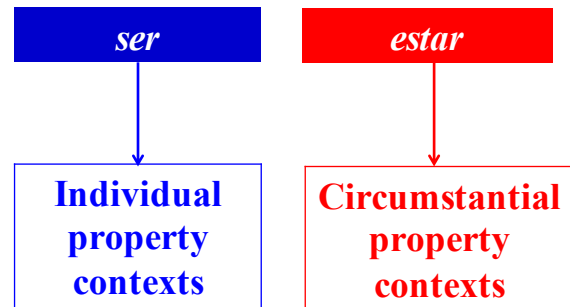 ser
estar
Individual
property
contexts
Circumstantial
property
contexts